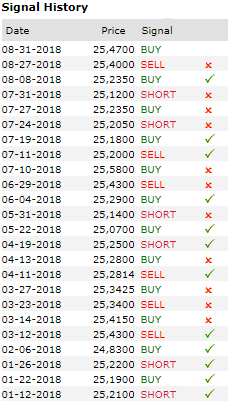 Signal History
Date Price Signal
08-31-2018 25,4700 BUY
08-27-2018 25,4000 SELL
08-08-2018 25,2350 BUY
07-31-2018 25,1200 SHORT
07-27-2018 25,2350 BUY
07-24-2018 25,2050 SHORT
07-19-2018 25,1800 BUY
07-11-2018 25,2000 SELL
07-10-2018 25,5800 BUY
06-29-2018 25,4300 SELL
06-04-2018 25,2900 BUY
05-31-2018 25,1400 SHORT
05-22-2018 25,0700 BUY
04-19-2018 25,2500 SHORT
04-13-2018 25,2800 BUY
04-11-2018 25,2814 SELL
03-27-2018 25,3425 BUY
03-23-2018 25,3400 SELL
03-14-2018 25,4150 BUY
03-12-2018 25,4300 SELL
02-06-2018 24,8300 BUY
01-26-2018 25,2200 SHORT
01-22-2018 25,1900 BUY
01-12-2018 25,2100 SHORT